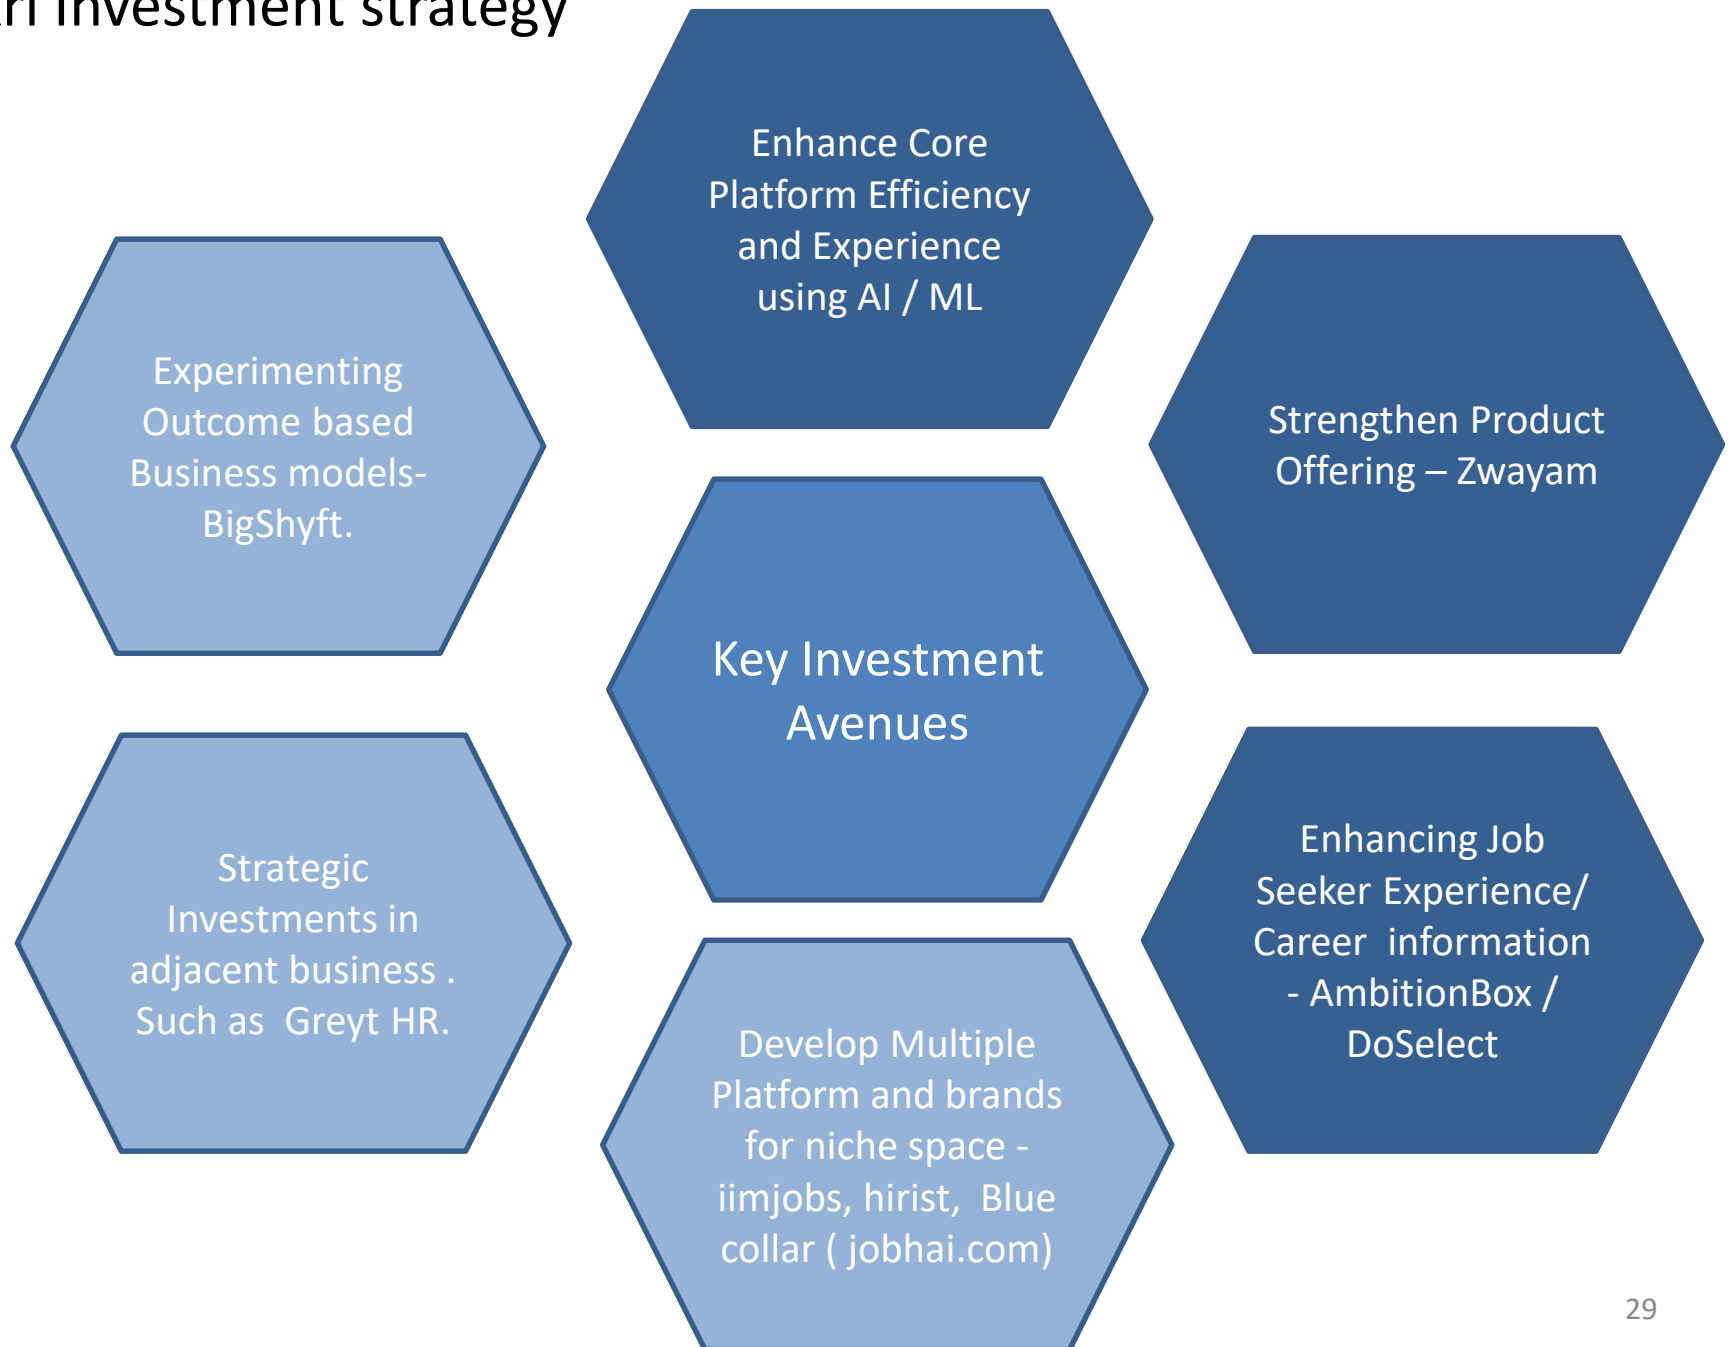 Investment strategy
Enhance Core
Platform Efficiency
and Experience
using AI / ML
Strengthen Product
Offering – Zwayam
Enhancing Job
Seeker Experience/
Career information
- AmbitionBox /
DoSelect
Develop Multiple
Platform and brands
for niche space -
iimjobs, hirist, Blue
collar ( jobhai.com)
Strategic
Investments in
adjacent business .
Such as Greyt HR.
Experimenting
Outcome based
Business models-
BigShyft.
Key Investment
Avenues
29